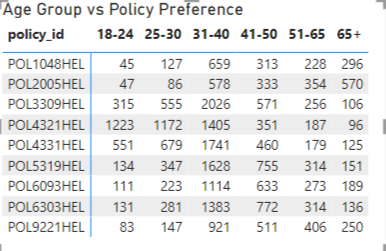 Age Group vs Policy Preference
policy_id 18-24 25-30 31-40 41-50 51-65 65+
POL1048HEL 45 127 659 313 228 296
POL2005HEL 47 86 578 333 354 570
POL3309HEL 315 555 2026 571 256 106
POL4321HEL 1223 1172 1405 351 187 96
POL4331HEL 551 679 1741 460 179 125
POL5319HEL 134 347 1628 755 314 151
POL6093HEL 111 223 1114 633 273 189
POL6303HEL 131 281 1383 772 314 136
POL9221HEL 83 147 921 511 406 250